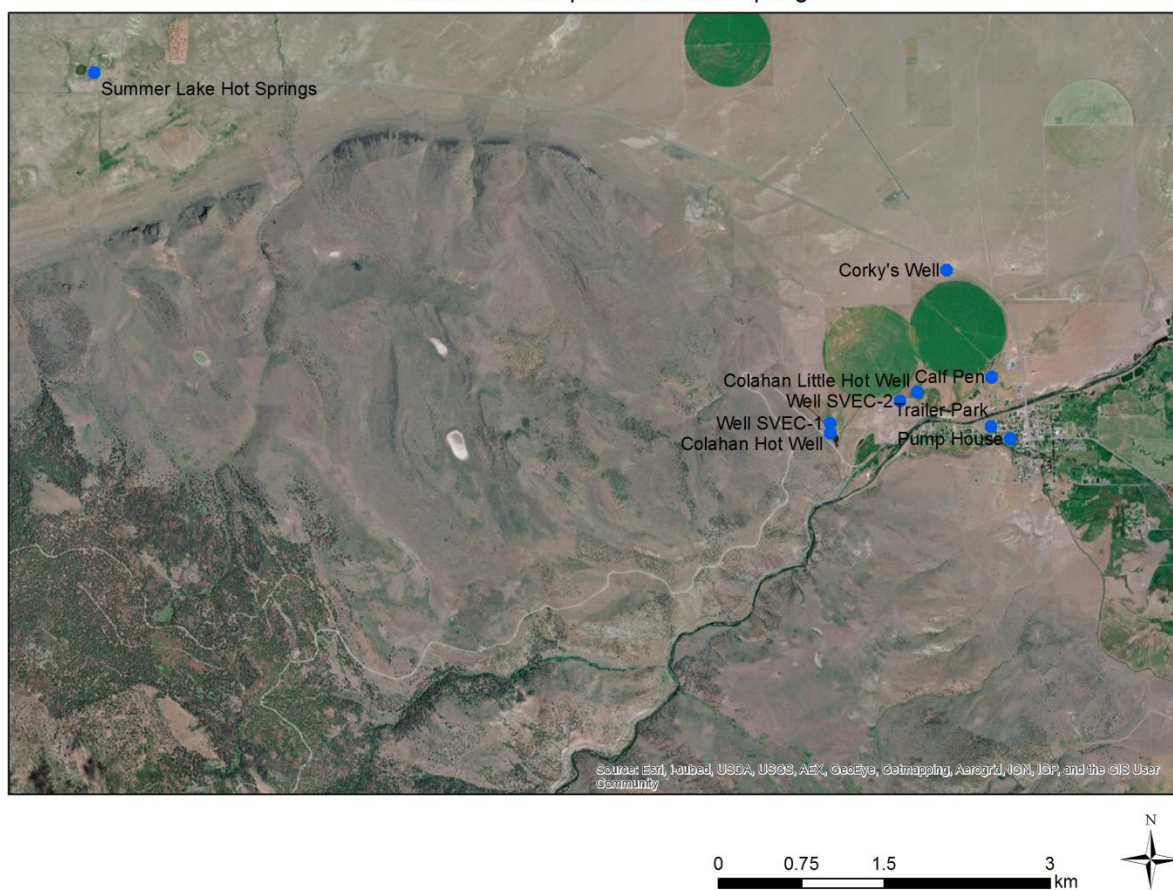 Summer Lake Hot Springs
Corky's Well
Colahan Little Hot Well
Calf Pen
Well SVEC-2
Trailer Park
Well SVEC-1
Colahan Hot Well
Pump House
Source: Esri, i-cubed, USDA, USGS, AEX, GeoEye, Getmapping, Aerogrid, IGN, IGP, and the GIS User
Community
N
0 0.75 1.5 3
km